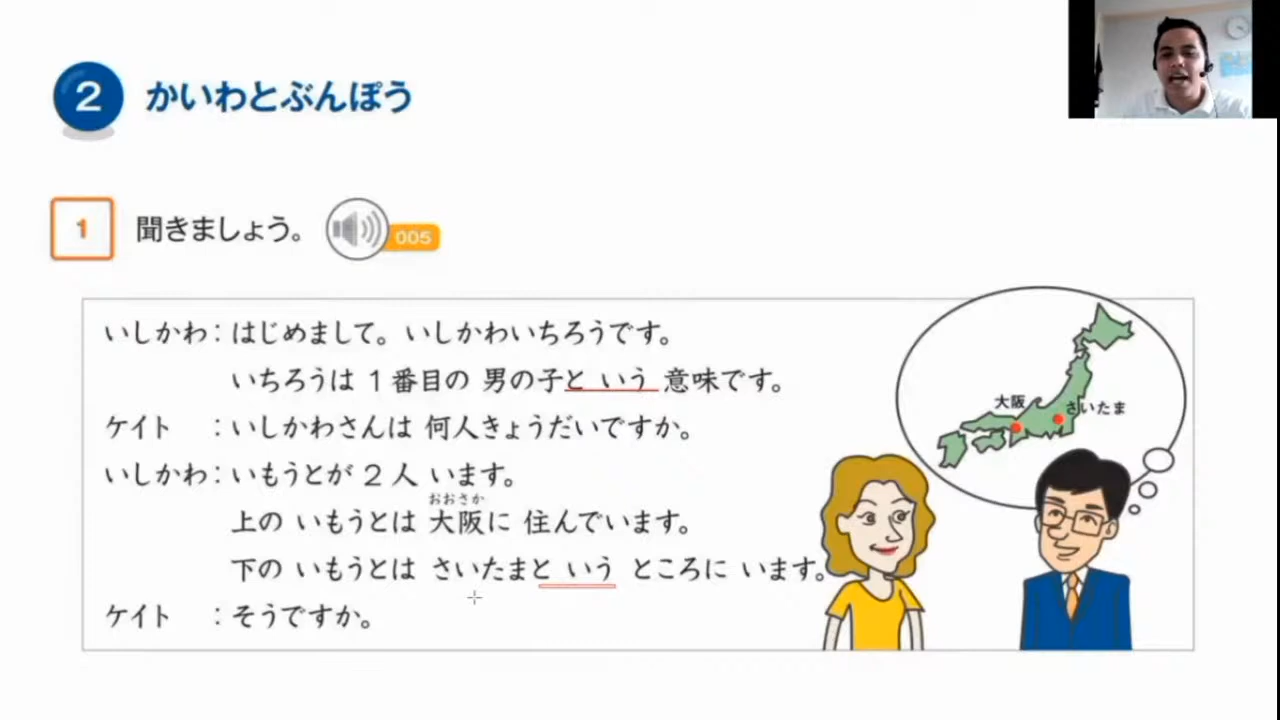 2 かいわとぶんぽう
1 聞きましょう。 005
いしかわ：はじめまして。いしかわいちろうです。
いちろうは １番目の 男の子と いう 意味です。
ケイト ：いしかわさんは 何人きょうだいですか。
いしかわ：いもうとが ２人 います。
おおさか
上の いもうとは 大阪に 住んでいます。
下の いもうとは さいたまと いう ところに います。
ケイト ：そうですか。
大阪
さいたま